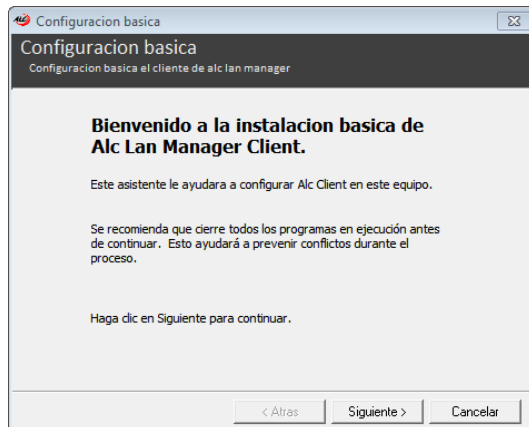 ALC Configuracion basica
Configuracion basica
Configuracion basica el cliente de alc lan manager
Bienvenido a la instalacion basica de
Alc Lan Manager Client.
Este asistente le ayudara a configurar Alc Client en este equipo.
Se recomienda que cierre todos los programas en ejecución antes
de continuar. Esto ayudará a prevenir conflictos durante el
proceso.
Haga clic en Siguiente para continuar.
< Atras Siguiente > Cancelar